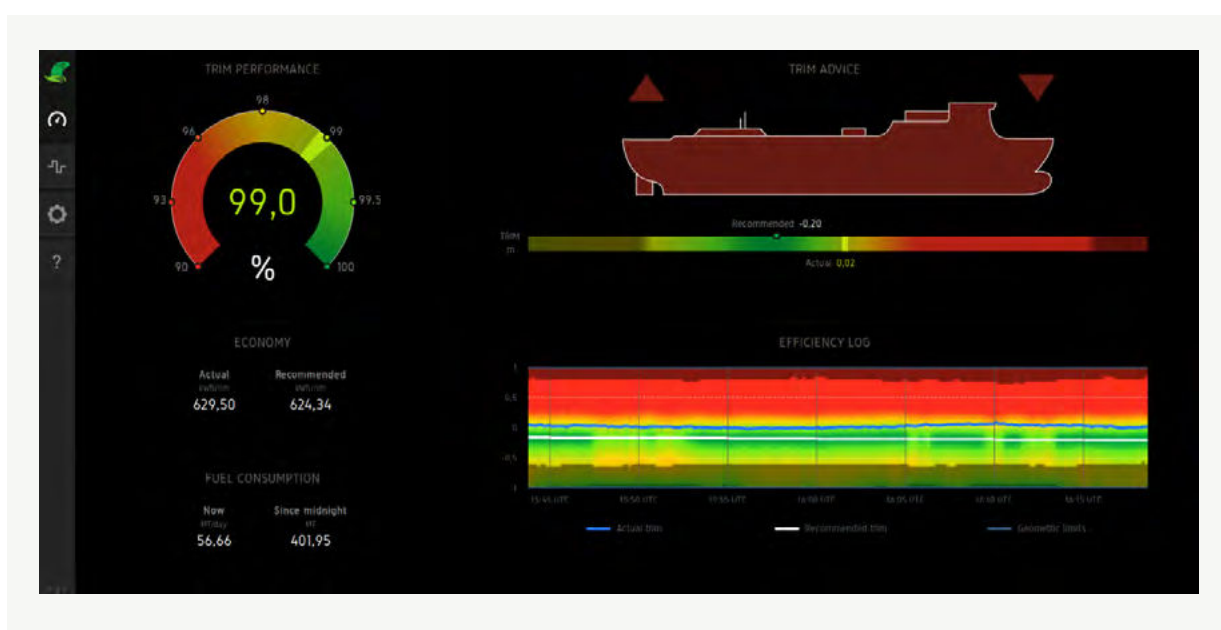 TRIM PERFORMANCE
98
96
99
93
99.5
99,0
90
%
100
ECONOMY
Actual
Recommended
kWh/nm
kWh/nm
629,50
624,34
FUEL CONSUMPTION
Now
Since midnight
MT/day
MT
56,66
401,95
TRIM ADVICE
Recommended -0,20
TRIM
m
Actual 0,02
EFFICIENCY LOG
1
0,5
0
-0,5
-1
15:45 UTC
15:50 UTC
15:55 UTC
16:00 UTC
16:05 UTC
16:10 UTC
16:15 UTC
Actual trim
Recommended trim
Geometric limits
?